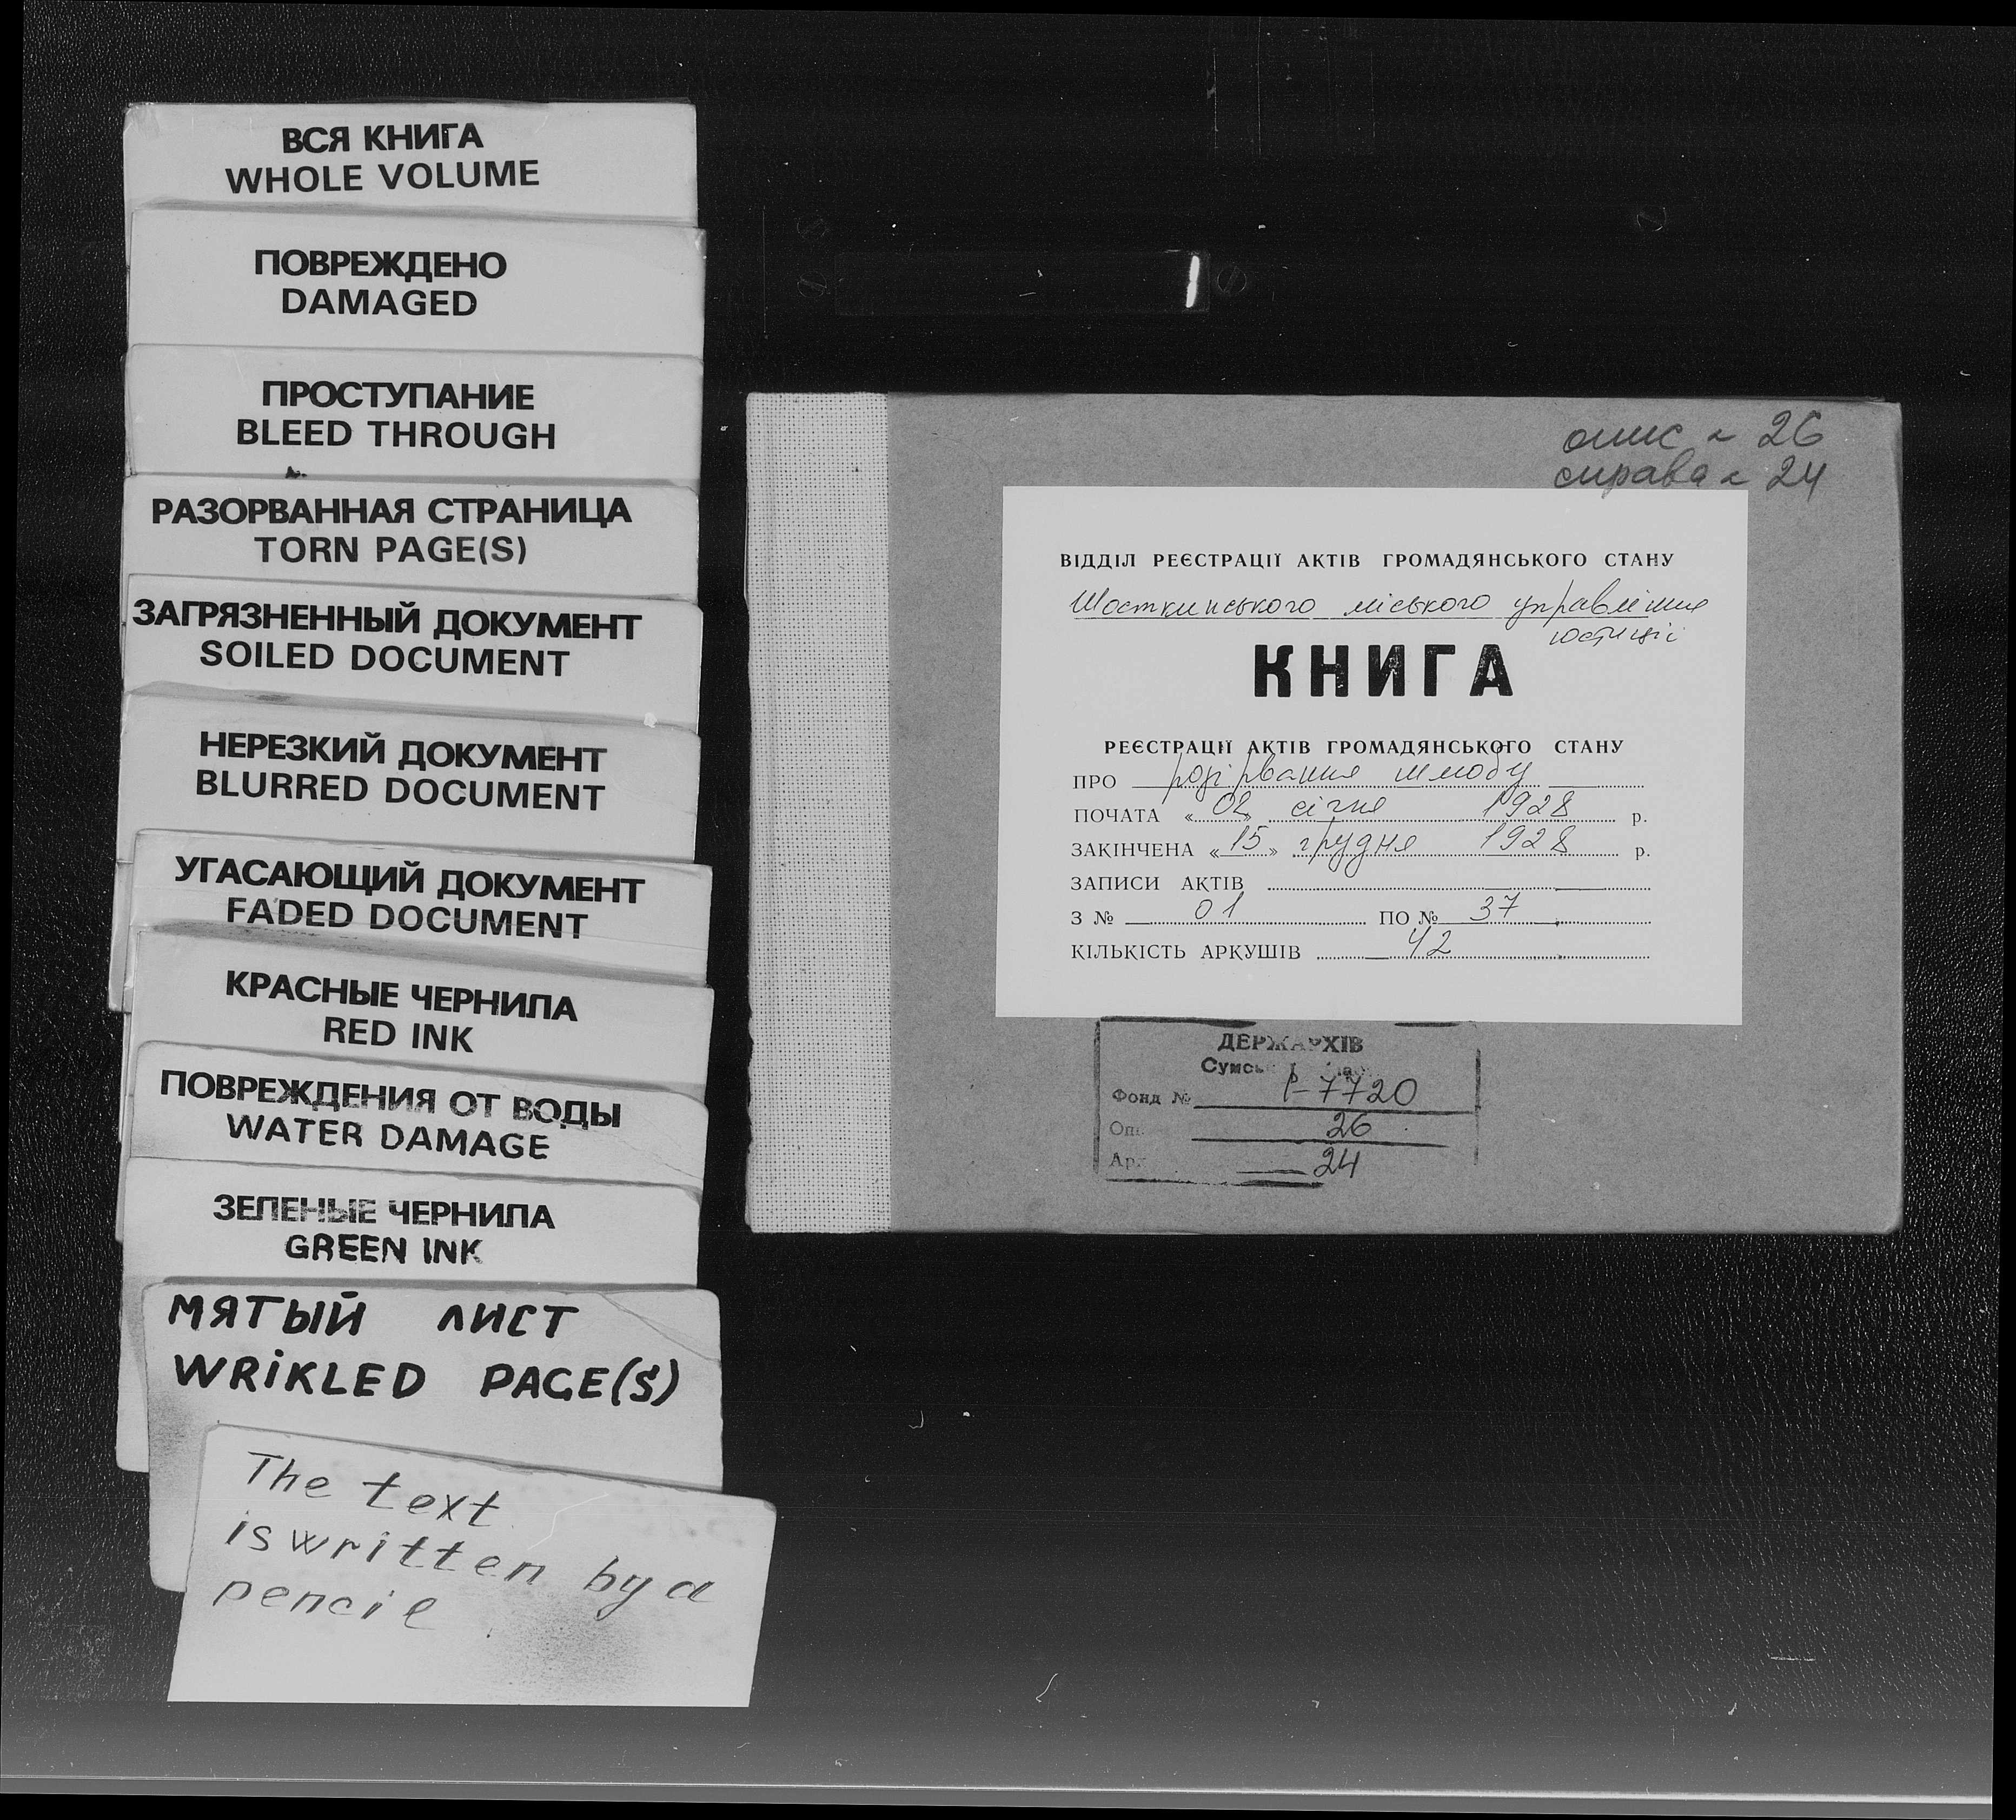 ВСЯ КНИГА
WHOLE VOLUME
ПОВРЕЖДЕНО
DAMAGED
ПРОСТУПАНИЕ
BLEED THROUGH
РАЗОРВАННАЯ СТРАНИЦА
TORN PAGE(S)
ЗАГРЯЗНЕННЫЙ ДОКУМЕНТ
SOILED DOCUMENT
НЕРЕЗКИЙ ДОКУМЕНТ
BLURRED DOCUMENT
УГАСАЮЩИЙ ДОКУМЕНТ
FADED DOCUMENT
КРАСНЫЕ ЧЕРНИЛА
RED INK
ПОВРЕЖДЕНИЯ ОТ ВОДЫ
WATER DAMAGE
ЗЕЛЕНЫЕ ЧЕРНИЛА
GREEN INK
МЯТЫЙ ЛИСТ
WRIKLED PAGE(S)
The text
is written by a
pencil
опис ~ 26
справа ~ 24
ВІДДІЛ РЕЄСТРАЦІЇ АКТІВ ГРОМАДЯНСЬКОГО СТАНУ
Шосткинського міського управління
юстиції
КНИГА
РЕЄСТРАЦІЇ АКТІВ ГРОМАДЯНСЬКОГО СТАНУ
ПРО розірвання шлюбу
ПОЧАТА « 02 » січня 1928 р.
ЗАКІНЧЕНА « 15 » грудня 1928 р.
ЗАПИСИ АКТІВ
З № 01 ПО № 37
КІЛЬКІСТЬ АРКУШІВ 42
ДЕРЖАРХІВ
Фонд № Р-7720
Оп. 26
Арх. 24